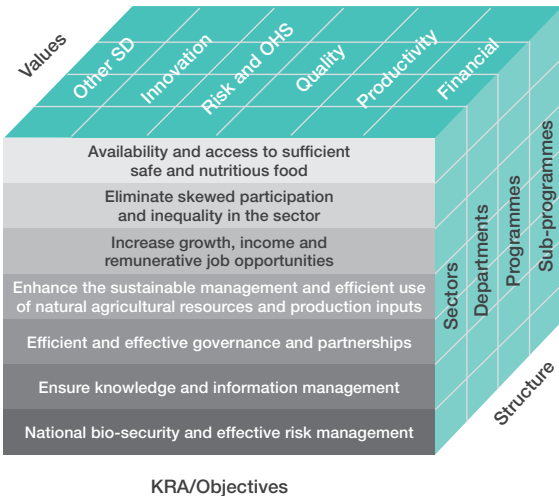 Values
Other SD
Innovation
Risk and OHS
Quality
Productivity
Financial
Availability and access to sufficient
safe and nutritious food
Eliminate skewed participation
and inequality in the sector
Increase growth, income and
remunerative job opportunities
Enhance the sustainable management and efficient use
of natural agricultural resources and production inputs
Efficient and effective governance and partnerships
Ensure knowledge and information management
National bio-security and effective risk management
Sectors
Departments
Programmes
Sub-programmes
Structure
KRA/Objectives